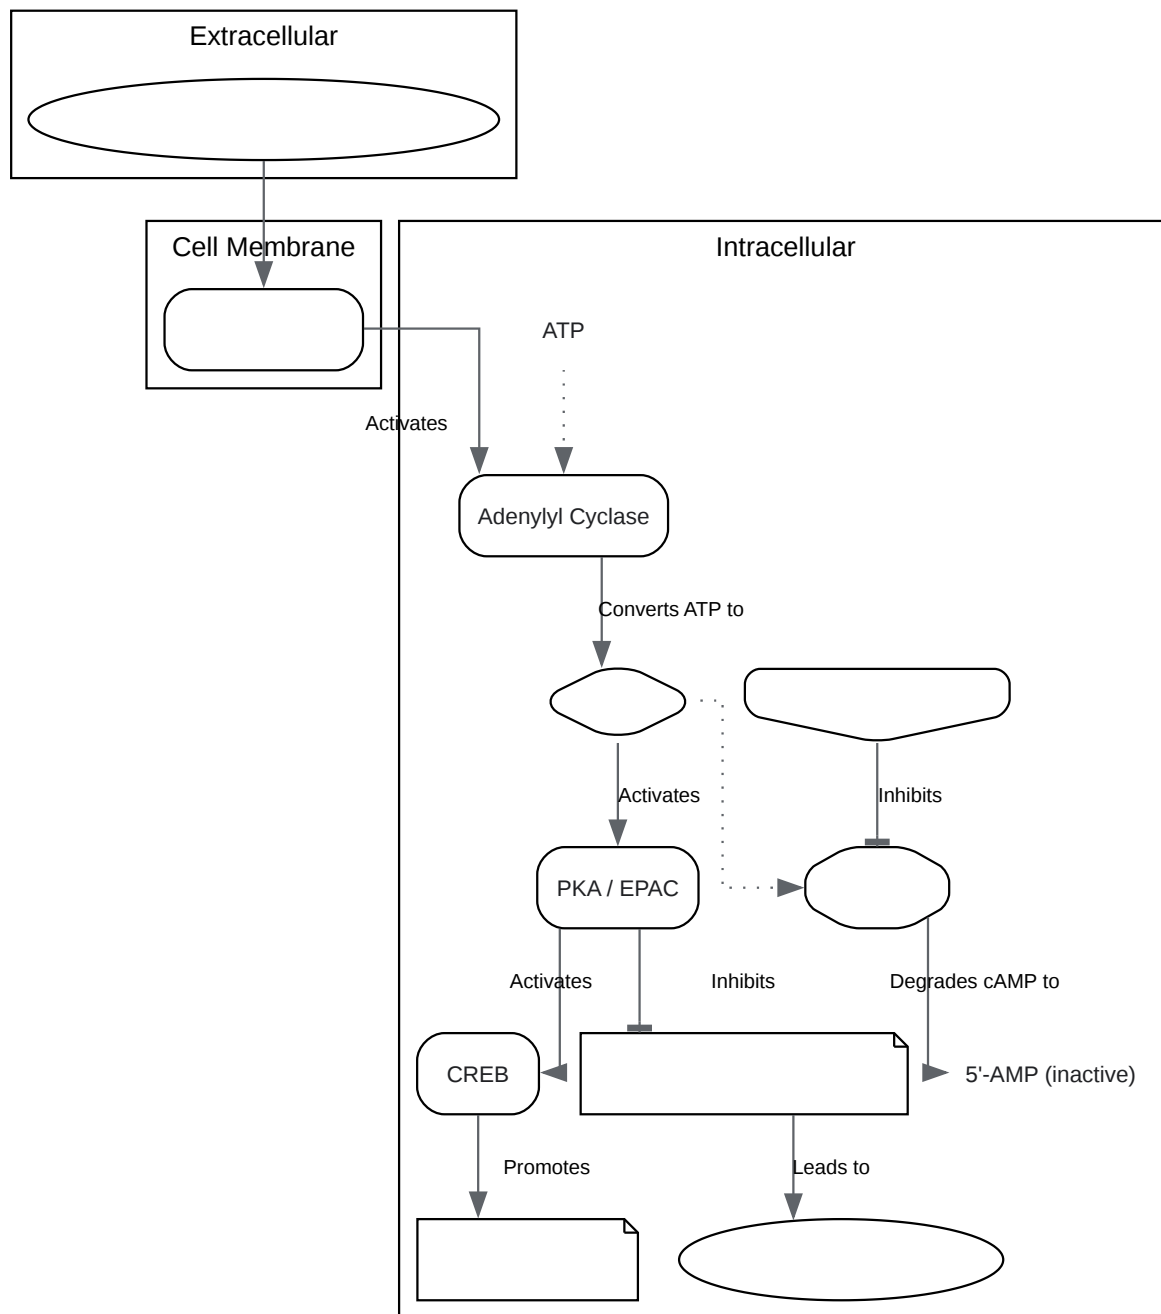 Extracellular
Cell Membrane
Intracellular
ATP
Activates
Adenylyl Cyclase
Converts ATP to
Activates
Inhibits
PKA / EPAC
Activates
Inhibits
Degrades cAMP to
CREB
5'-AMP (inactive)
Promotes
Leads to